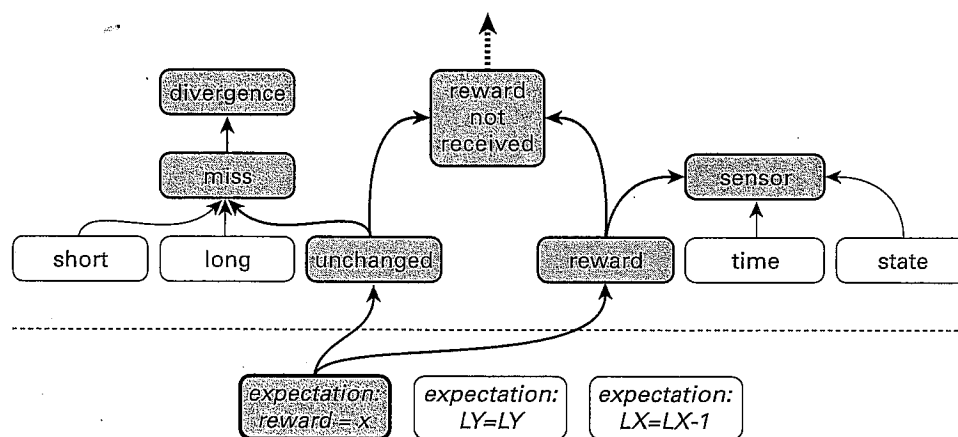 divergence
reward
not
received
miss
sensor
short
long
unchanged
reward
time
state
expectation:
reward = x
expectation:
LY=LY
expectation:
LX=LX-1